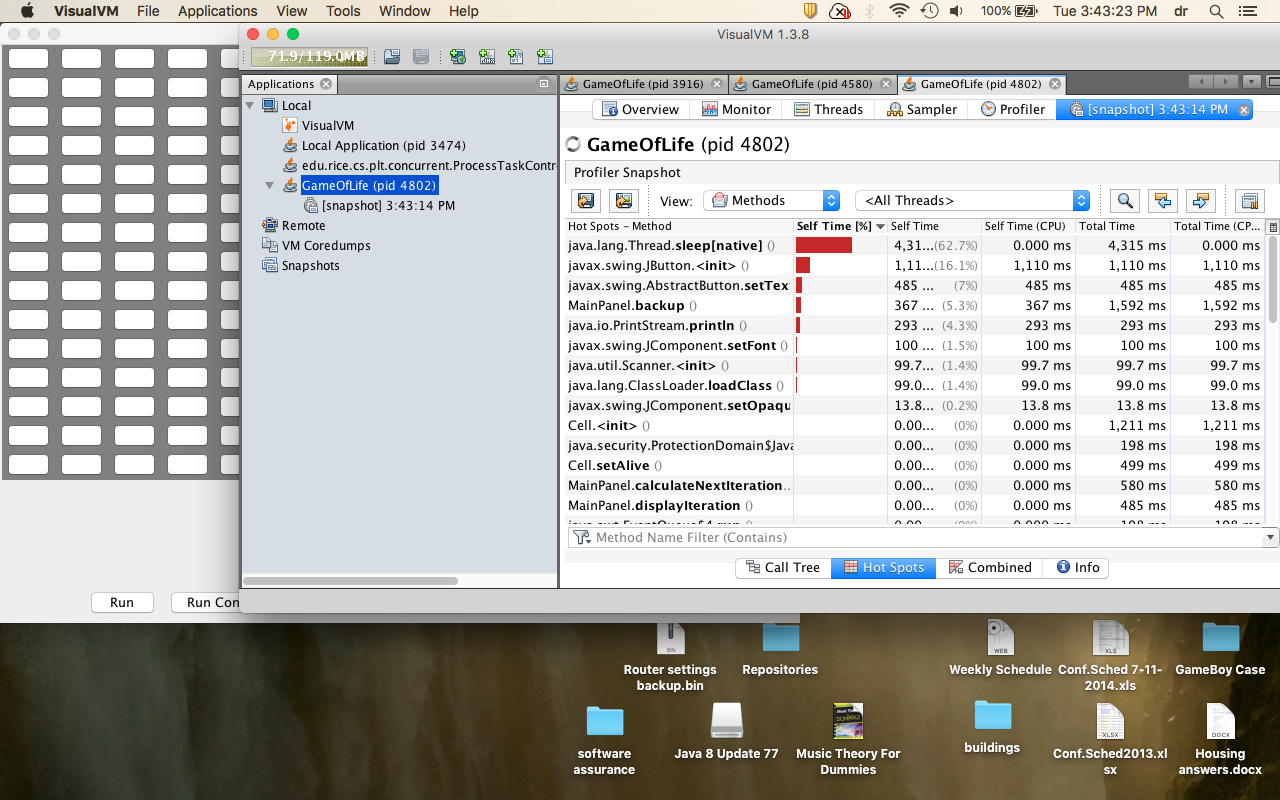 VisualVM File Applications View Tools Window Help 100% Tue 3:43:23 PM dr
VisualVM 1.3.8
71.9/119.0MB
Applications
Local
VisualVM
Local Application (pid 3474)
edu.rice.cs.plt.concurrent.ProcessTaskContr
GameOfLife (pid 4802)
[snapshot] 3:43:14 PM
Remote
VM Coredumps
Snapshots
GameOfLife (pid 3916) GameOfLife (pid 4580) GameOfLife (pid 4802)
Overview Monitor Threads Sampler Profiler [snapshot] 3:43:14 PM
GameOfLife (pid 4802)
Profiler Snapshot
View: Methods <All Threads>
Hot Spots – Method Self Time [%] Self Time Self Time (CPU) Total Time Total Time (CP...
java.lang.Thread.sleep[native] () 4,31...(62.7%) 0.000 ms 4,315 ms 0.000 ms
javax.swing.JButton.<init> () 1,11...(16.1%) 1,110 ms 1,110 ms 1,110 ms
javax.swing.AbstractButton.setTex 485 ... (7%) 485 ms 485 ms 485 ms
MainPanel.backup () 367 ... (5.3%) 367 ms 1,592 ms 1,592 ms
java.io.PrintStream.println () 293 ... (4.3%) 293 ms 293 ms 293 ms
javax.swing.JComponent.setFont () 100 ... (1.5%) 100 ms 100 ms 100 ms
java.util.Scanner.<init> () 99.7... (1.4%) 99.7 ms 99.7 ms 99.7 ms
java.lang.ClassLoader.loadClass () 99.0... (1.4%) 99.0 ms 99.0 ms 99.0 ms
javax.swing.JComponent.setOpaqu 13.8... (0.2%) 13.8 ms 13.8 ms 13.8 ms
Cell.<init> () 0.00... (0%) 0.000 ms 1,211 ms 1,211 ms
java.security.ProtectionDomain$Java 0.00... (0%) 0.000 ms 198 ms 198 ms
Cell.setAlive () 0.00... (0%) 0.000 ms 499 ms 499 ms
MainPanel.calculateNextIteration... 0.00... (0%) 0.000 ms 580 ms 580 ms
MainPanel.displayIteration () 0.00... (0%) 0.000 ms 485 ms 485 ms
Method Name Filter (Contains)
Call Tree Hot Spots Combined Info
Run Run Con
BIN
WEB
XLS
Router settings
backup.bin
Repositories
Weekly Schedule
Conf.Sched 7-11-
2014.xls
GameBoy Case
Music Theory
DUMMIES
XLSX
DOCX
software
assurance
Java 8 Update 77
Music Theory For
Dummies
buildings
Conf.Sched2013.xl
sx
Housing
answers.docx